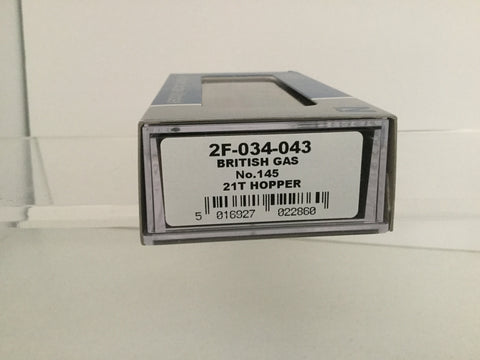 2F-034-043
BRITISH GAS
No.145
21T HOPPER
5 016927 022860